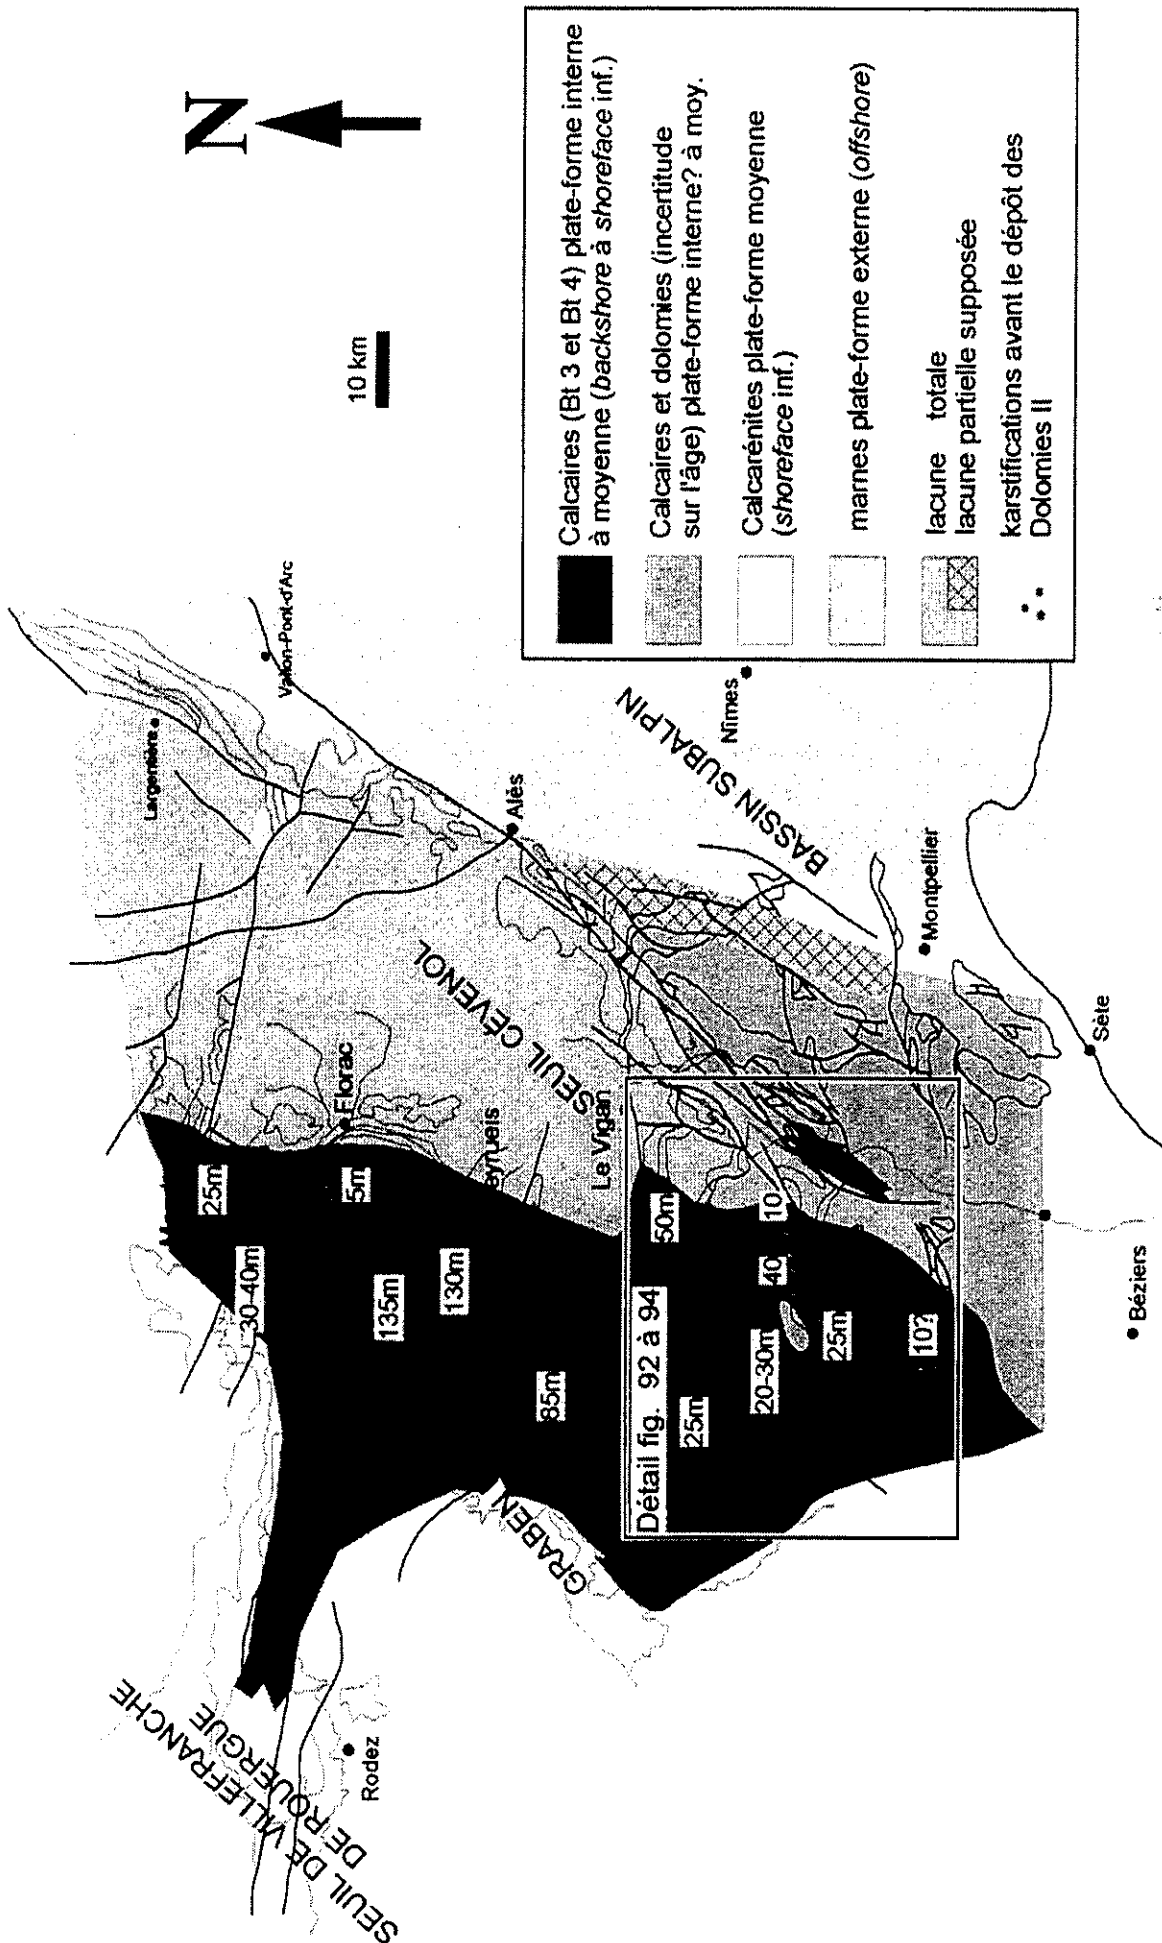 N
10 km
Calcaires (Bt 3 et Bt 4) plate-forme interne
à moyenne (backshore à shoreface inf.)
Calcaires et dolomies (incertitude
sur l'âge) plate-forme interne? à moy.
Calcarénites plate-forme moyenne
(shoreface inf.)
marnes plate-forme externe (offshore)
lacune totale
lacune partielle supposée
karstifications avant le dépôt des
Dolomies II
SEUIL DE VILLEFRANCHE
DE ROUERGUE
Rodez
GRABEN
30-40m
25m
135m
5m
130m
85m
Florac
eyrueis
Largentière
Vallon-Pont-d'Arc
SEUIL CÉVENOL
Alès
Le Vigan
Détail fig. 92 à 94
50m
25m
20-30m
40
10
25m
10?
BASSIN SUBALPIN
Nîmes
Montpellier
Sète
Béziers